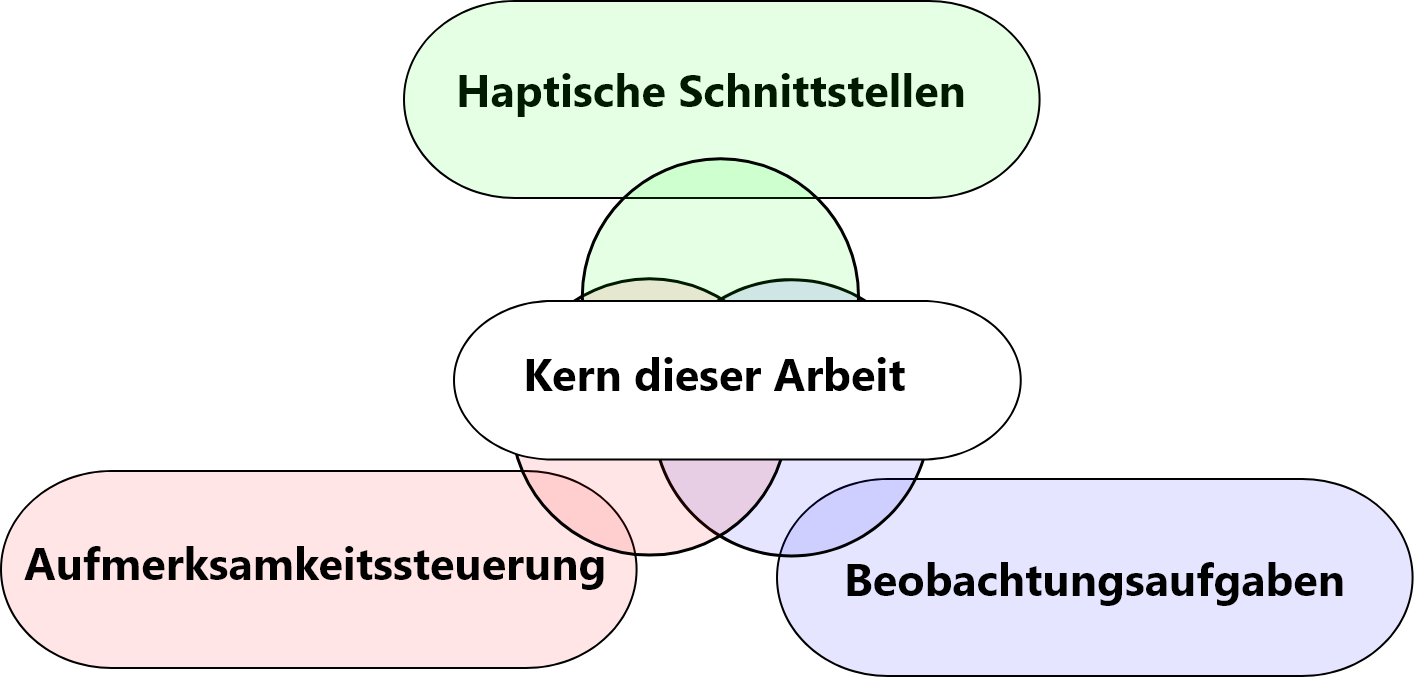 Haptische Schnittstellen
Kern dieser Arbeit
Aufmerksamkeitssteuerung
Beobachtungsaufgaben